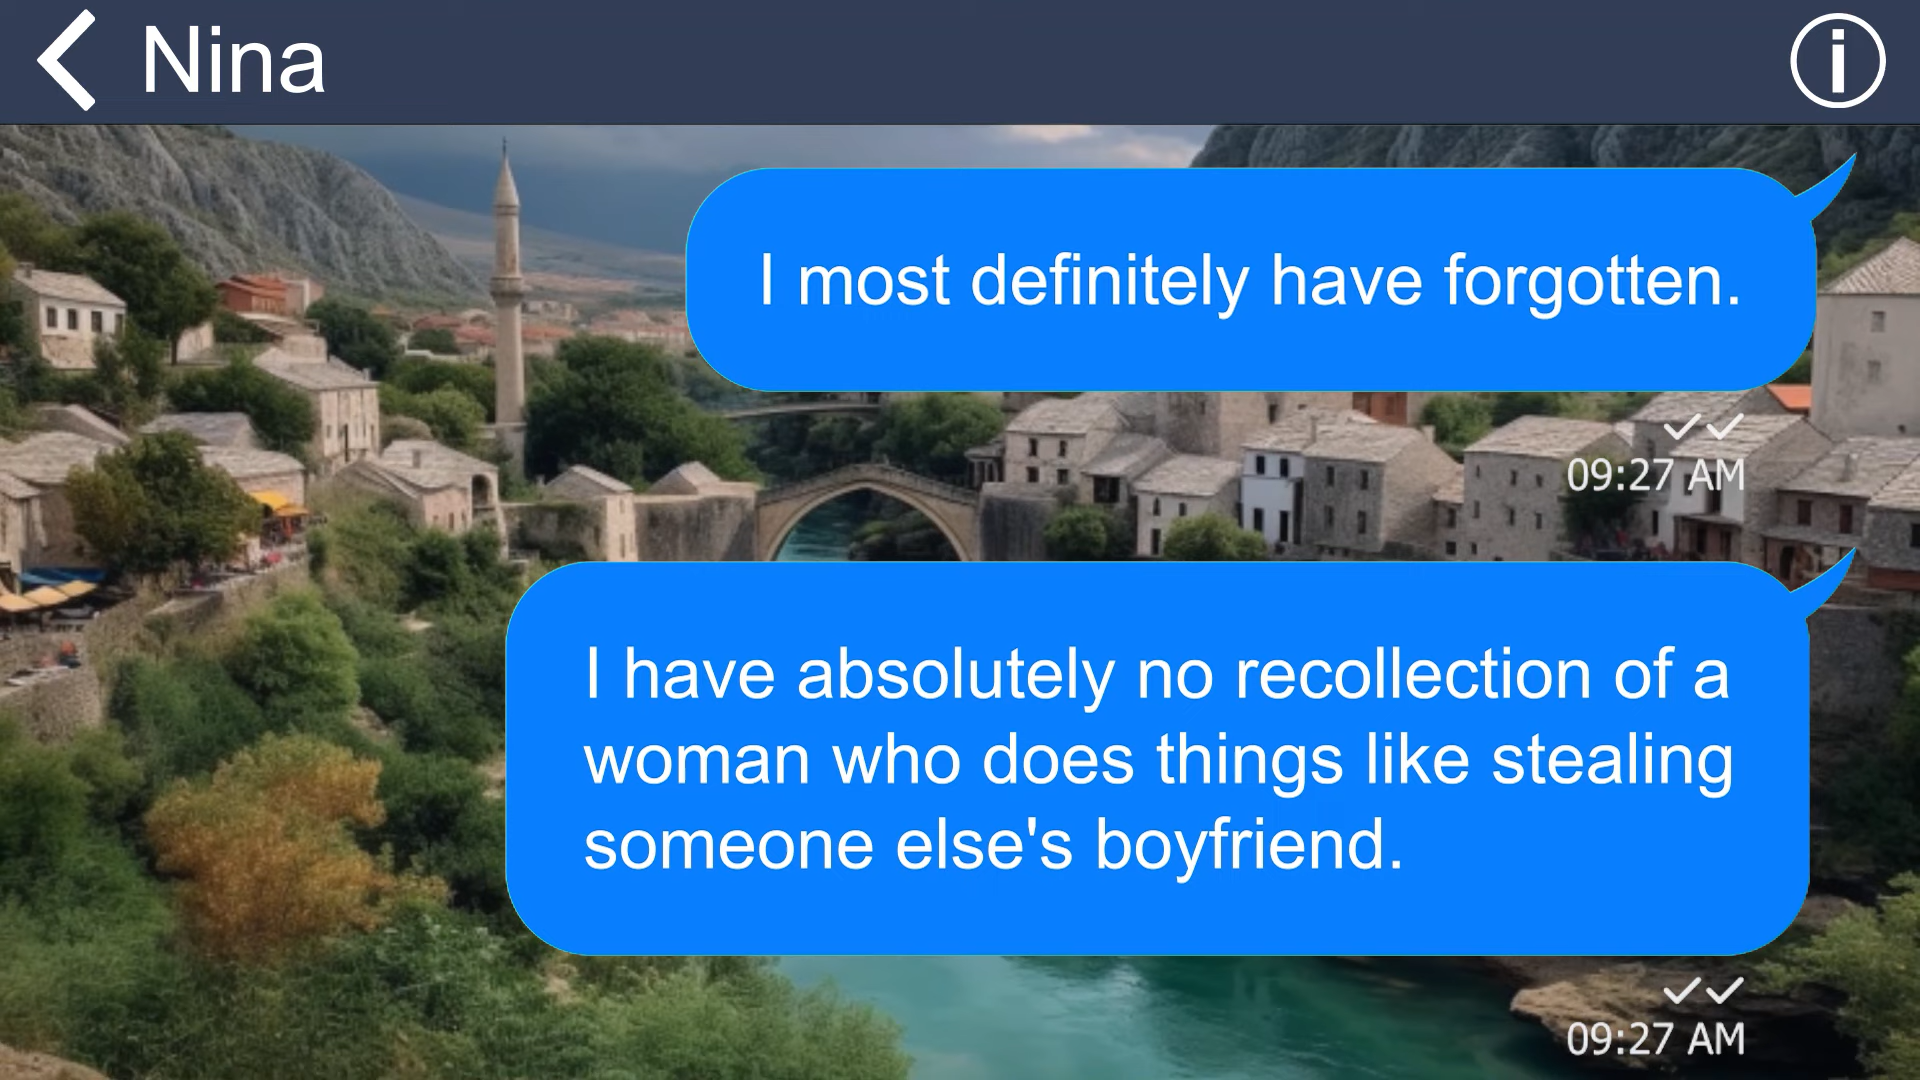 Nina
I most definitely have forgotten.
09:27 AM
I have absolutely no recollection of a
woman who does things like stealing
someone else's boyfriend.
09:27 AM